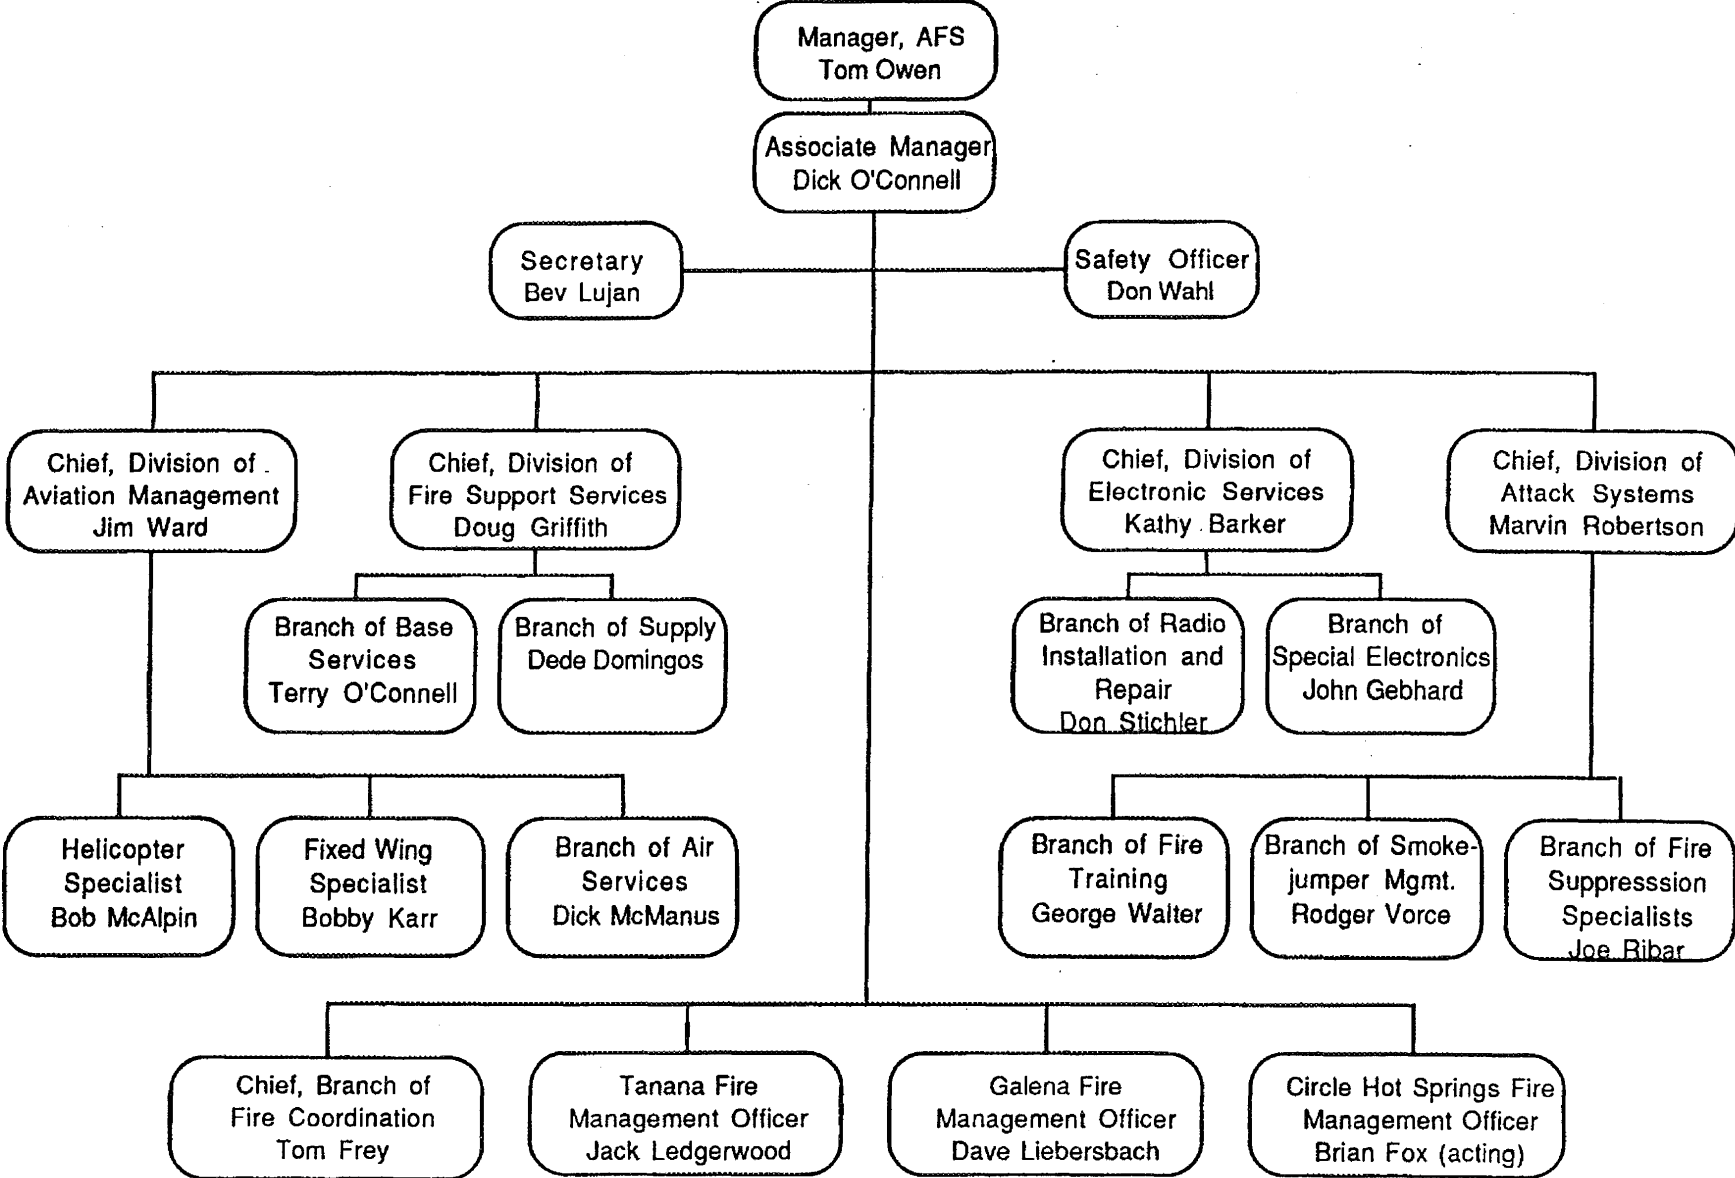 Manager, AFS
Tom Owen
Associate Manager
Dick O'Connell
Secretary
Bev Lujan
Safety Officer
Don Wahl
Chief, Division of
Aviation Management
Jim Ward
Chief, Division of
Fire Support Services
Doug Griffith
Chief, Division of
Electronic Services
Kathy Barker
Chief, Division of
Attack Systems
Marvin Robertson
Branch of Base
Services
Terry O'Connell
Branch of Supply
Dede Domingos
Branch of Radio
Installation and
Repair
Don Stichler
Branch of
Special Electronics
John Gebhard
Helicopter
Specialist
Bob McAlpin
Fixed Wing
Specialist
Bobby Karr
Branch of Air
Services
Dick McManus
Branch of Fire
Training
George Walter
Branch of Smoke-
jumper Mgmt.
Rodger Vorce
Branch of Fire
Suppresssion
Specialists
Joe Ribar
Chief, Branch of
Fire Coordination
Tom Frey
Tanana Fire
Management Officer
Jack Ledgerwood
Galena Fire
Management Officer
Dave Liebersbach
Circle Hot Springs Fire
Management Officer
Brian Fox (acting)